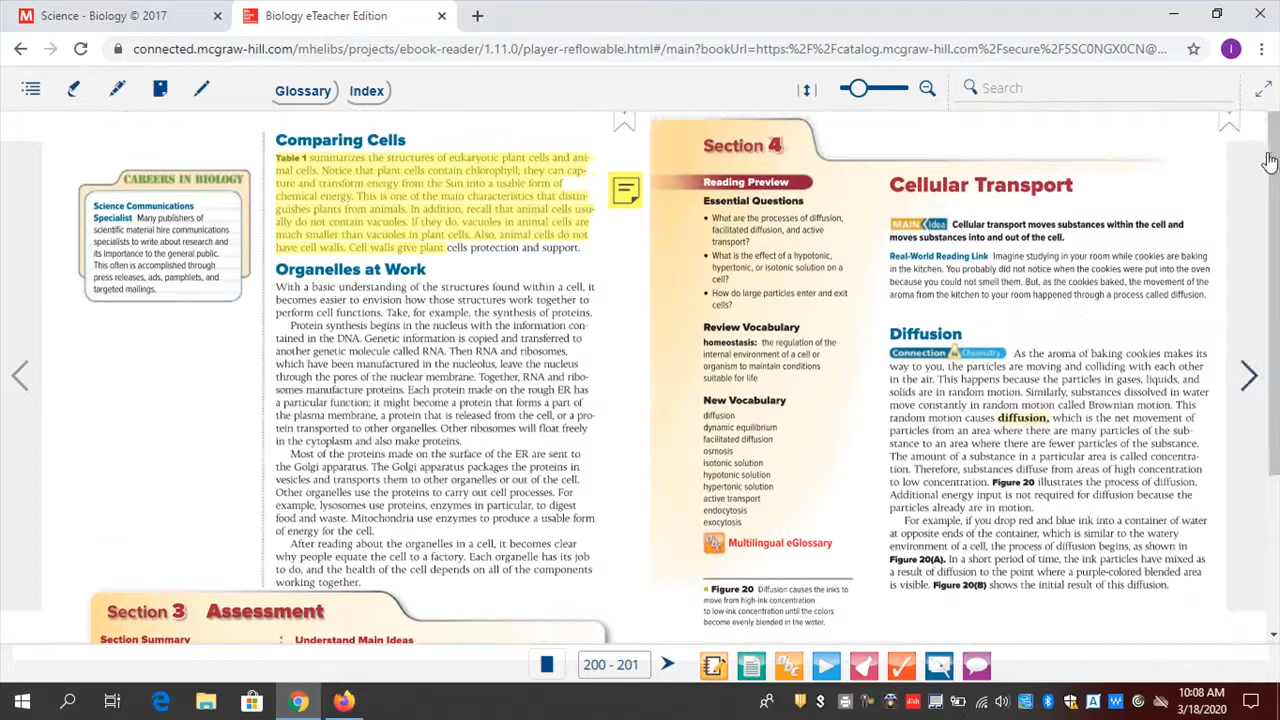 Science - Biology © 2017
Biology eTeacher Edition
connected.mcgraw-hill.com/mhelibs/projects/ebook-reader/1.11.0/player-reflowable.html#/main?bookUrl=https:%2F%2Fcatalog.mcgraw-hill.com%2Fsecure%2F5SC0NGX0CN@...
Glossary
Index
Search
CAREERS IN BIOLOGY
Science Communications
Specialist Many publishers of
scientific material hire communications
specialists to write about research and
its importance to the general public.
This often is accomplished through
press releases, ads, pamphlets, and
targeted mailings.
Comparing Cells
Table 1 summarizes the structures of eukaryotic plant cells and ani-
mal cells. Notice that plant cells contain chlorophyll; they can cap-
ture and transform energy from the Sun into a usable form of
chemical energy. This is one of the main characteristics that distin-
guishes plants from animals. In addition, recall that animal cells usu-
ally do not contain vacuoles. If they do, vacuoles in animal cells are
much smaller than vacuoles in plant cells. Also, animal cells do not
have cell walls. Cell walls give plant cells protection and support.
Organelles at Work
With a basic understanding of the structures found within a cell, it
becomes easier to envision how those structures work together to
perform cell functions. Take, for example, the synthesis of proteins.
Protein synthesis begins in the nucleus with the information con-
tained in the DNA. Genetic information is copied and transferred to
another genetic molecule called RNA. Then RNA and ribosomes,
which have been manufactured in the nucleolus, leave the nucleus
through the pores of the nuclear membrane. Together, RNA and ribo-
somes manufacture proteins. Each protein made on the rough ER has
a particular function; it might become a protein that forms a part of
the plasma membrane, a protein that is released from the cell, or a pro-
tein transported to other organelles. Other ribosomes will float freely
in the cytoplasm and also make proteins.
Most of the proteins made on the surface of the ER are sent to
the Golgi apparatus. The Golgi apparatus packages the proteins in
vesicles and transports them to other organelles or out of the cell.
Other organelles use the proteins to carry out cell processes. For
example, lysosomes use proteins, enzymes in particular, to digest
food and waste. Mitochondria use enzymes to produce a usable form
of energy for the cell.
After reading about the organelles in a cell, it becomes clear
why people equate the cell to a factory. Each organelle has its job
to do, and the health of the cell depends on all of the components
working together.
Section 3 Assessment
Section Summary
Understand Main Ideas
Section 4
Reading Preview
Essential Questions
• What are the processes of diffusion,
facilitated diffusion, and active
transport?
• What is the effect of a hypotonic,
hypertonic, or isotonic solution on a
cell?
• How do large particles enter and exit
cells?
Review Vocabulary
homeostasis: the regulation of the
internal environment of a cell or
organism to maintain conditions
suitable for life
New Vocabulary
diffusion
dynamic equilibrium
facilitated diffusion
osmosis
isotonic solution
hypotonic solution
hypertonic solution
active transport
endocytosis
exocytosis
Multilingual eGlossary
Figure 20 Diffusion causes the inks to
move from high-ink concentration
to low-ink concentration until the colors
become evenly blended in the water.
Cellular Transport
MAIN Idea Cellular transport moves substances within the cell and
moves substances into and out of the cell.
Real-World Reading Link Imagine studying in your room while cookies are baking
in the kitchen. You probably did not notice when the cookies were put into the oven
because you could not smell them. But, as the cookies baked, the movement of the
aroma from the kitchen to your room happened through a process called diffusion.
Diffusion
Connection to Chemistry As the aroma of baking cookies makes its
way to you, the particles are moving and colliding with each other
in the air. This happens because the particles in gases, liquids, and
solids are in random motion. Similarly, substances dissolved in water
move constantly in random motion called Brownian motion. This
random motion causes diffusion, which is the net movement of
particles from an area where there are many particles of the sub-
stance to an area where there are fewer particles of the substance.
The amount of a substance in a particular area is called concentra-
tion. Therefore, substances diffuse from areas of high concentration
to low concentration. Figure 20 illustrates the process of diffusion.
Additional energy input is not required for diffusion because the
particles already are in motion.
For example, if you drop red and blue ink into a container of water
at opposite ends of the container, which is similar to the watery
environment of a cell, the process of diffusion begins, as shown in
Figure 20(A). In a short period of time, the ink particles have mixed as
a result of diffusion to the point where a purple-colored blended area
is visible. Figure 20(B) shows the initial result of this diffusion.
200 - 201
abc
10:08 AM
3/18/2020